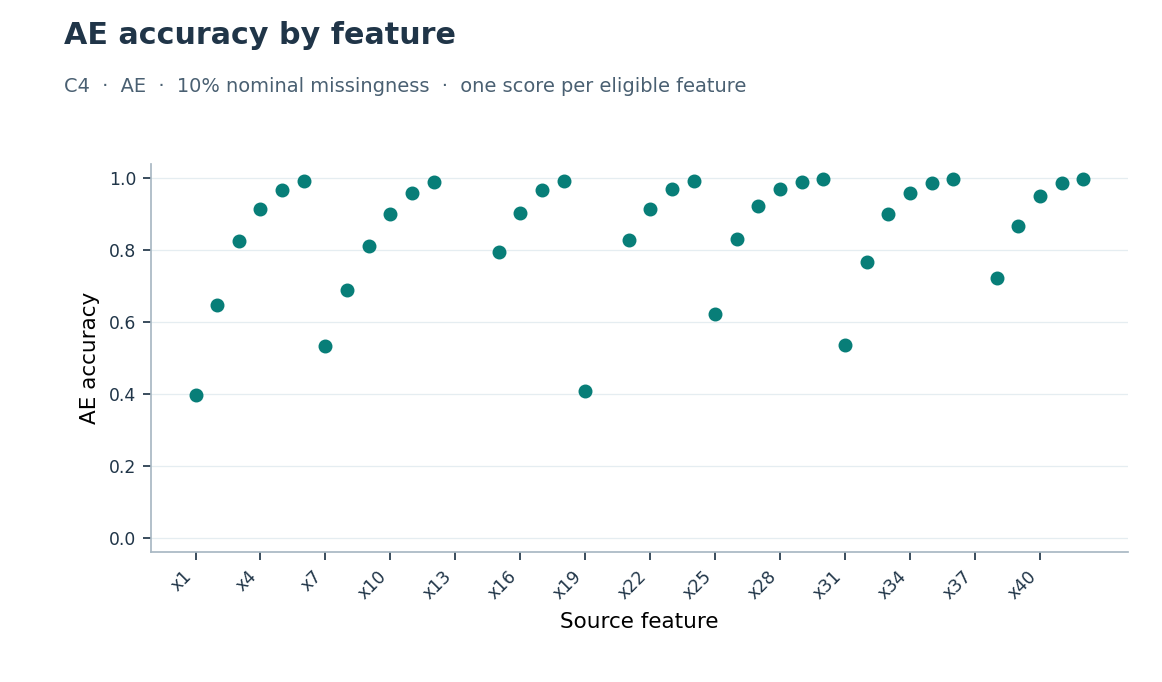 AE accuracy by feature
C4 · AE · 10% nominal missingness · one score per eligible feature
AE accuracy
1.0
0.8
0.6
0.4
0.2
0.0
x1 x4 x7 x10 x13 x16 x19 x22 x25 x28 x31 x34 x37 x40
Source feature